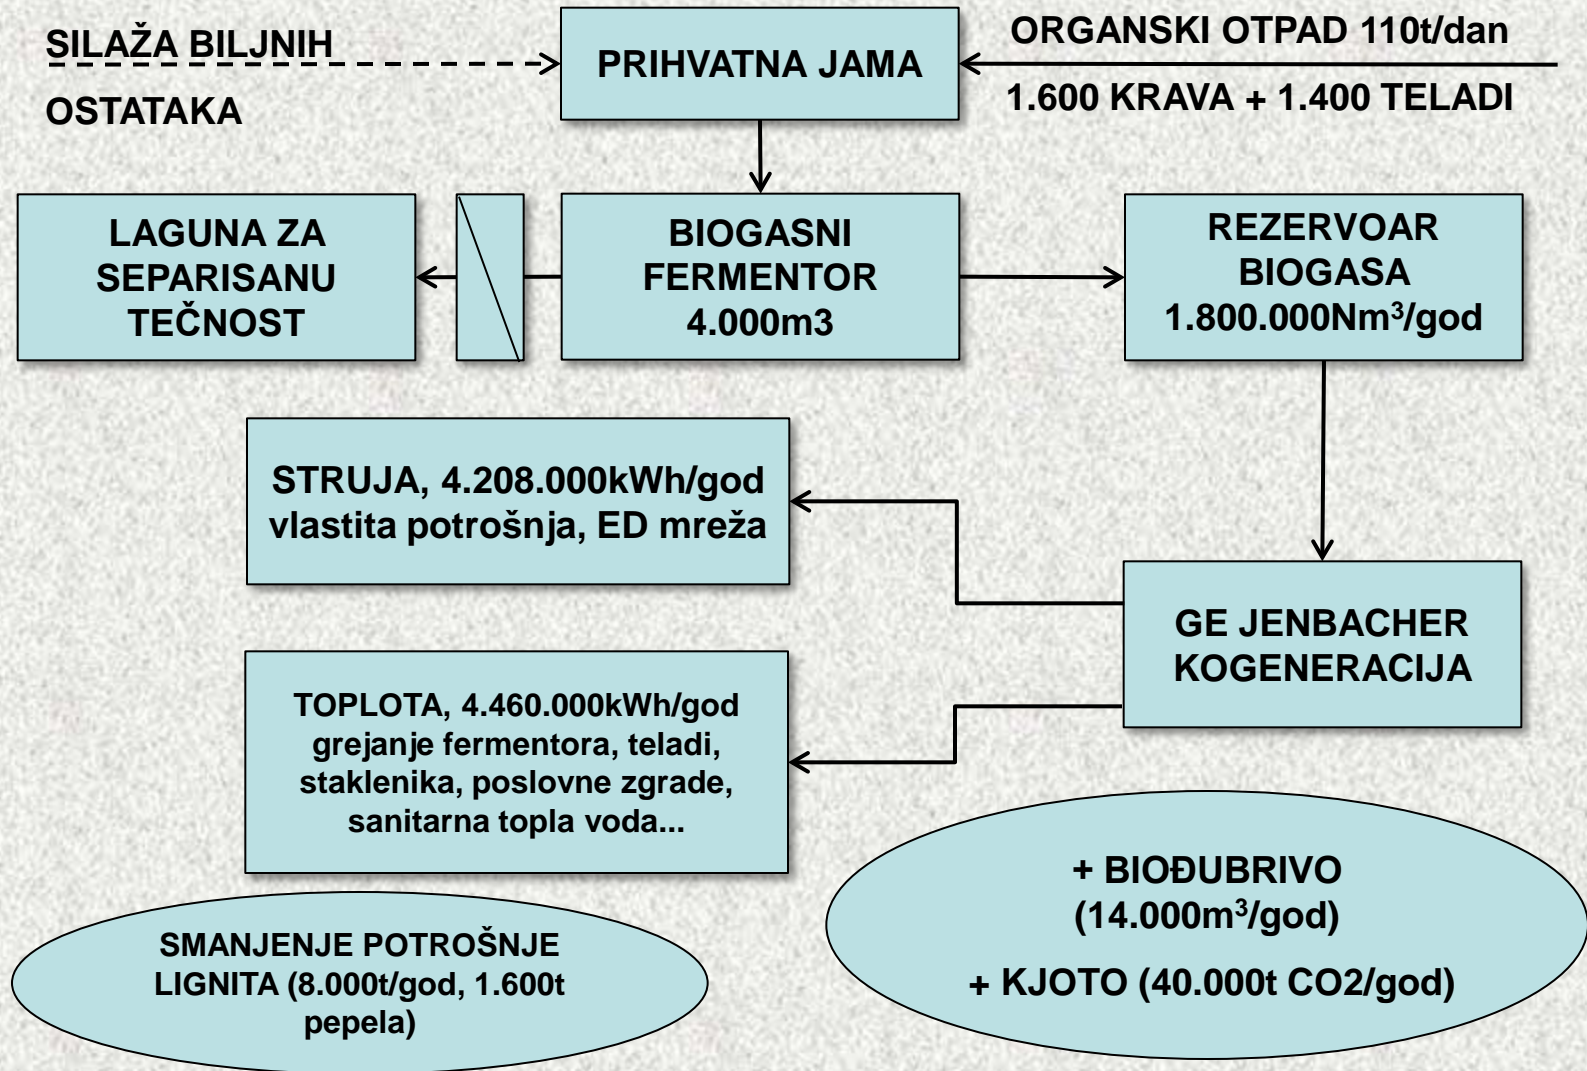 SILAŽA BILJNIH
OSTATAKA
PRIHVATNA JAMA
ORGANSKI OTPAD 110t/dan
1.600 KRAVA + 1.400 TELADI
LAGUNA ZA
SEPARISANU
TEČNOST
BIOGASNI
FERMENTOR
4.000m3
REZERVOAR
BIOGASA
1.800.000Nm³/god
STRUJA, 4.208.000kWh/god
vlastita potrošnja, ED mreža
GE JENBACHER
KOGENERACIJA
TOPLOTA, 4.460.000kWh/god
grejanje fermentora, teladi,
staklenika, poslovne zgrade,
sanitarna topla voda...
+ BIOĐUBRIVO
(14.000m³/god)
+ KJOTO (40.000t CO2/god)
SMANJENJE POTROŠNJE
LIGNITA (8.000t/god, 1.600t
pepela)